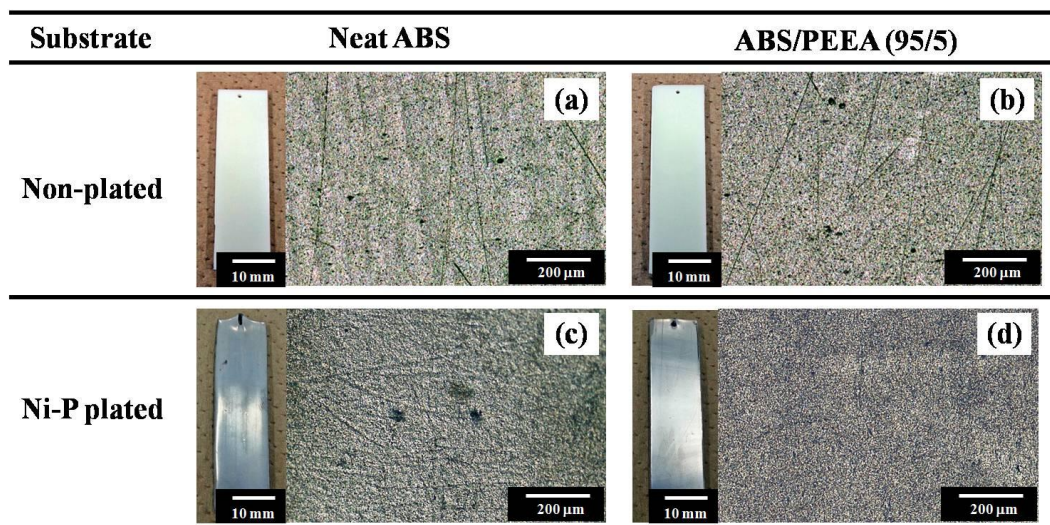 Substrate Neat ABS ABS/PEEA (95/5)
Non-plated (a) (b)
10 mm 200 µm 10 mm 200 µm
Ni-P plated (c) (d)
10 mm 200 µm 10 mm 200 µm